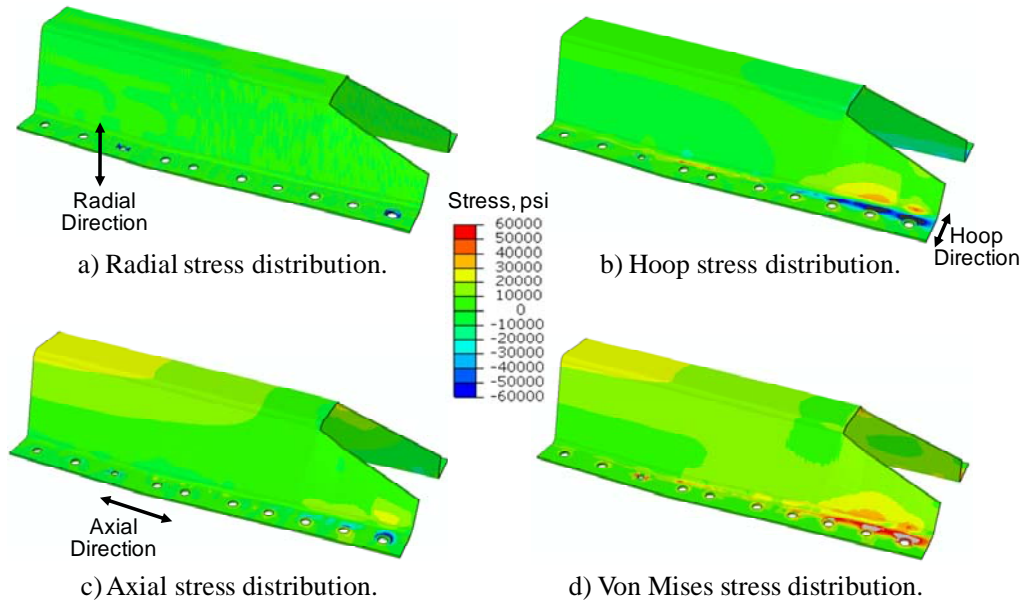 Radial
Direction
a) Radial stress distribution.
Stress, psi
60000
50000
40000
30000
20000
10000
0
-10000
-20000
-30000
-40000
-50000
-60000
Hoop
Direction
b) Hoop stress distribution.
Axial
Direction
c) Axial stress distribution.
d) Von Mises stress distribution.